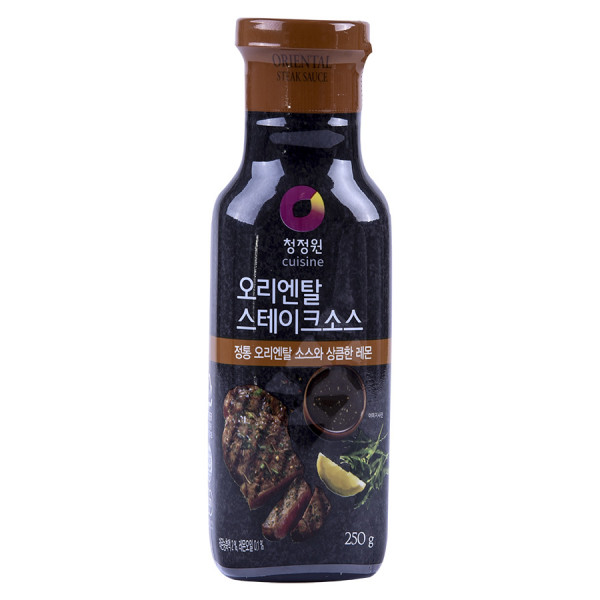 ORIENTAL
STEAK SAUCE
청정원
cuisine
오리엔탈
스테이크소스
정통 오리엔탈 소스와 상큼한 레몬
250 g